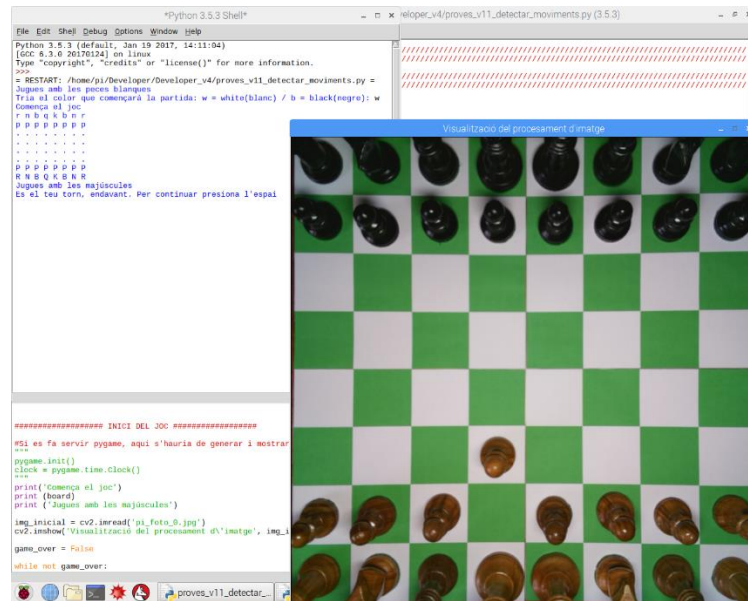 *Python 3.5.3 Shell*
File Edit Shell Debug Options Window Help
Python 3.5.3 (default, Jan 19 2017, 14:11:04)
[GCC 6.3.0 20170124] on linux
Type "copyright", "credits" or "license()" for more information.
>>>
= RESTART: /home/pi/Developer/Developer_v4/proves_v11_detectar_moviments.py =
Jugues amb les peces blanques
Tria el color que començarà la partida: w = white(blanc) / b = black(negre): w
Comença el joc
r n b q k b n r
p p p p p p p p
. . . . . . . .
. . . . . . . .
. . . . . . . .
. . . . . . . .
P P P P P P P P
R N B Q K B N R
Jugues amb les majúscules
Es el teu torn, endavant. Per continuar presiona l'espai
veloper_v4/proves_v11_detectar_moviments.py (3.5.3)
Visualització del procesament d'imatge
################### INICI DEL JOC ##################
#Si es fa servir pygame, aqui s'hauria de generar i mostrar
"""
pygame.init()
clock = pygame.time.Clock()
"""
print('Comença el joc')
print (board)
print ('Jugues amb les majúscules')
img_inicial = cv2.imread('pi_foto_0.jpg')
cv2.imshow('Visualització del procesament d\'imatge', img_i
game_over = False
while not game_over:
proves_v11_detectar_...